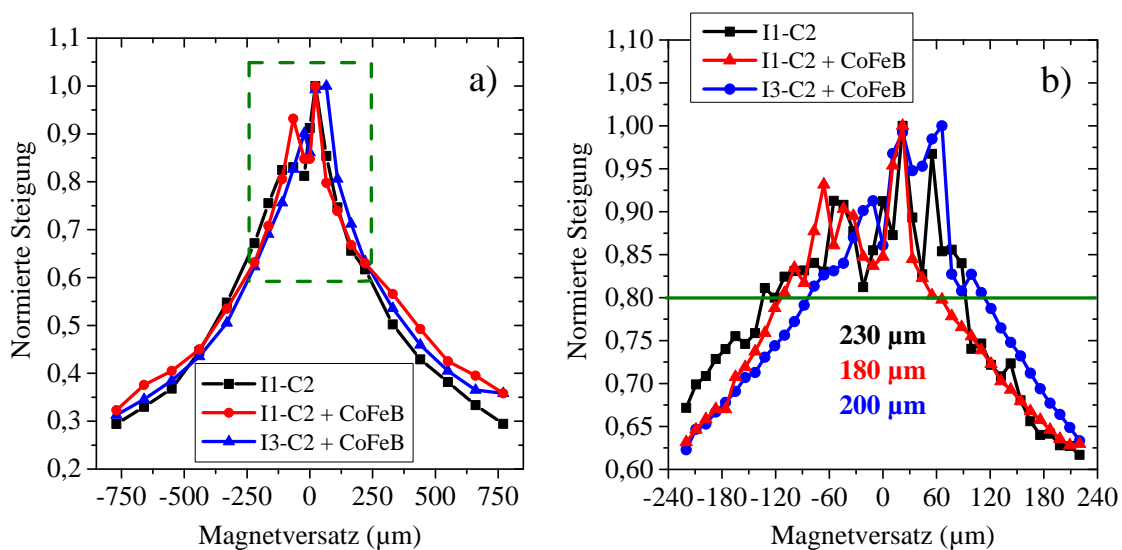 a)
1,1
1,0
0,9
0,8
0,7
0,6
0,5
0,4
0,3
0,2
Normierte Steigung
I1-C2
I1-C2 + CoFeB
I3-C2 + CoFeB
-750 -500 -250 0 250 500 750
Magnetversatz (µm)
I1-C2
I1-C2 + CoFeB
I3-C2 + CoFeB
b)
1,10
1,05
1,00
0,95
0,90
0,85
0,80
0,75
0,70
0,65
0,60
Normierte Steigung
230 µm
180 µm
200 µm
-240 -180 -120 -60 0 60 120 180 240
Magnetversatz (µm)